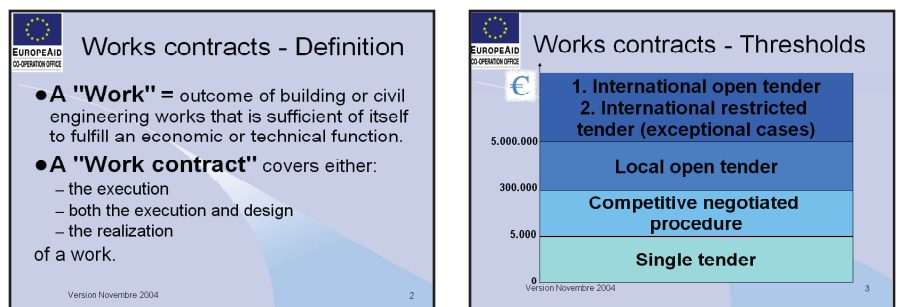 EUROPEAID
CO-OPERATION OFFICE
Works contracts - Definition
●A "Work" = outcome of building or civil
engineering works that is sufficient of itself
to fulfill an economic or technical function.
●A "Work contract" covers either:
– the execution
– both the execution and design
– the realization
of a work.
Version Novembre 2004
2
EUROPEAID
CO-OPERATION OFFICE
Works contracts - Thresholds
€
1. International open tender
2. International restricted
tender (exceptional cases)
5.000.000
Local open tender
300.000
Competitive negotiated
procedure
5.000
Single tender
0
Version Novembre 2004
3